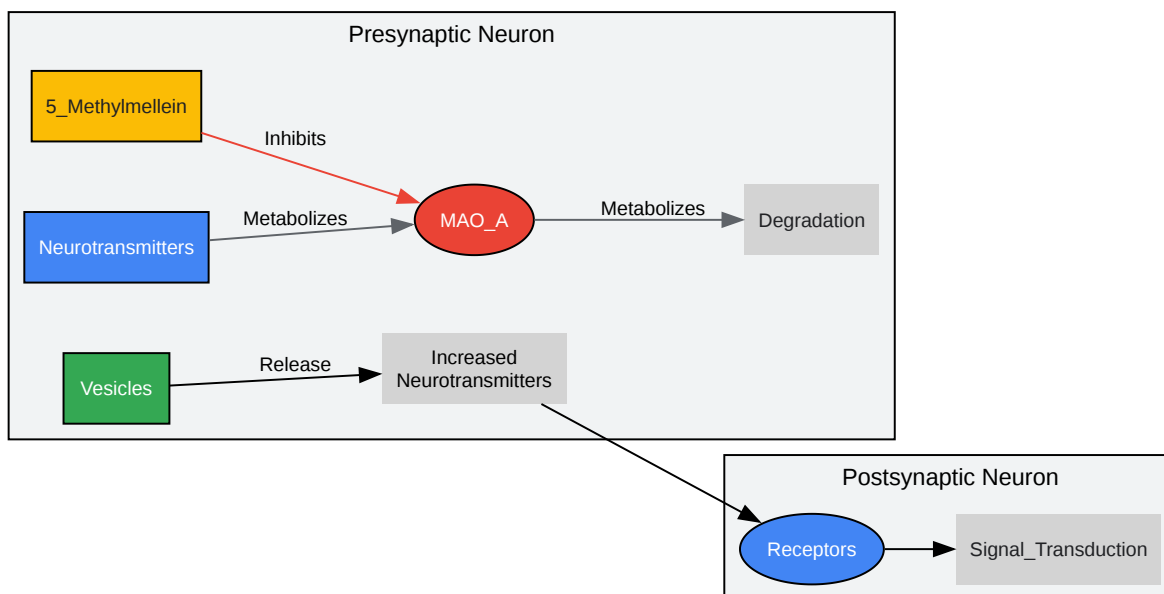 Presynaptic Neuron
5_Methylmellein
Inhibits
Neurotransmitters
Metabolizes
MAO_A
Metabolizes
Degradation
Vesicles
Release
Increased
Neurotransmitters
Postsynaptic Neuron
Receptors
Signal_Transduction